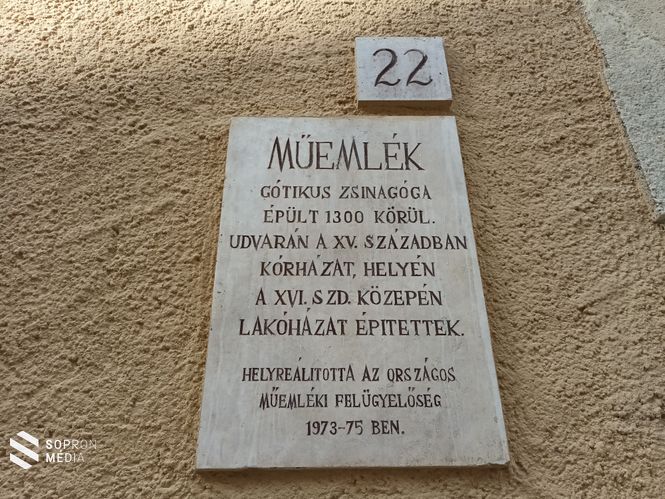 22
MŰEMLÉK
GÓTIKUS ZSINAGÓGA
ÉPÜLT 1300 KÖRÜL.
UDVARÁN A XV. SZÁZADBAN
KÓRHÁZAT, HELYÉN
A XVI. SZD. KÖZEPÉN
LAKÓHÁZAT ÉPITETTEK.
HELYREÁLITOTTA AZ ORSZÁGOS
MŰEMLÉKI FELÜGYELŐSÉG
1973-75 BEN.
SOPRON
MÉDIA